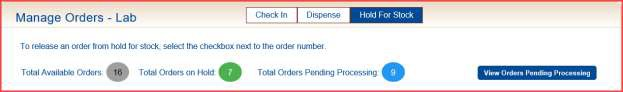 Manage Orders - Lab
Check In Dispense Hold For Stock
To release an order from hold for stock, select the checkbox next to the order number.
Total Available Orders: 16 Total Orders on Hold: 7 Total Orders Pending Processing: 9 View Orders Pending Processing